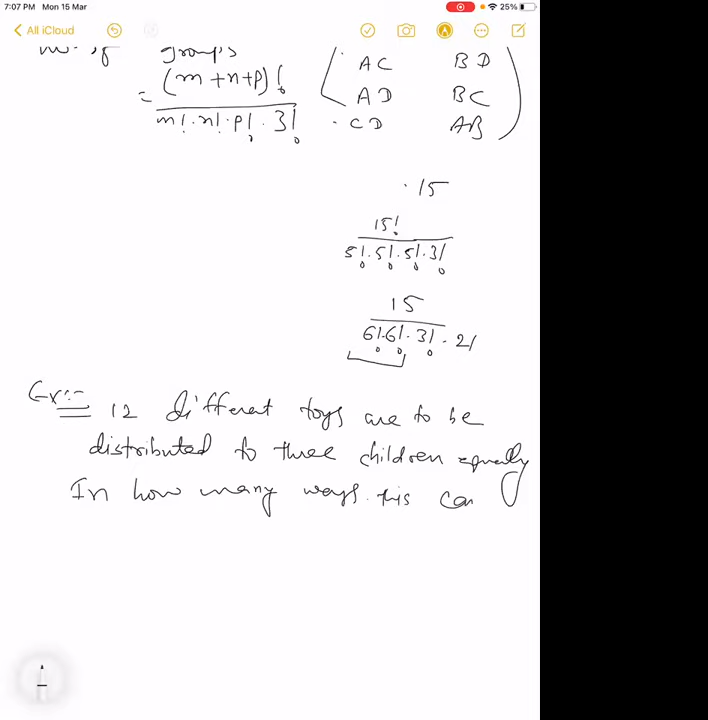 7:07 PM Mon 15 Mar
25%
All iCloud
groups
= (m + n + p)!
m! . n! . p! . 3!
AC BD
AD BC
CD AB
15
15!
5! . 5! . 5! . 3!
15
6! . 6! . 3! . 2!
Ex:-
12 different toys are to be
distributed to three children equally
In how many ways this can